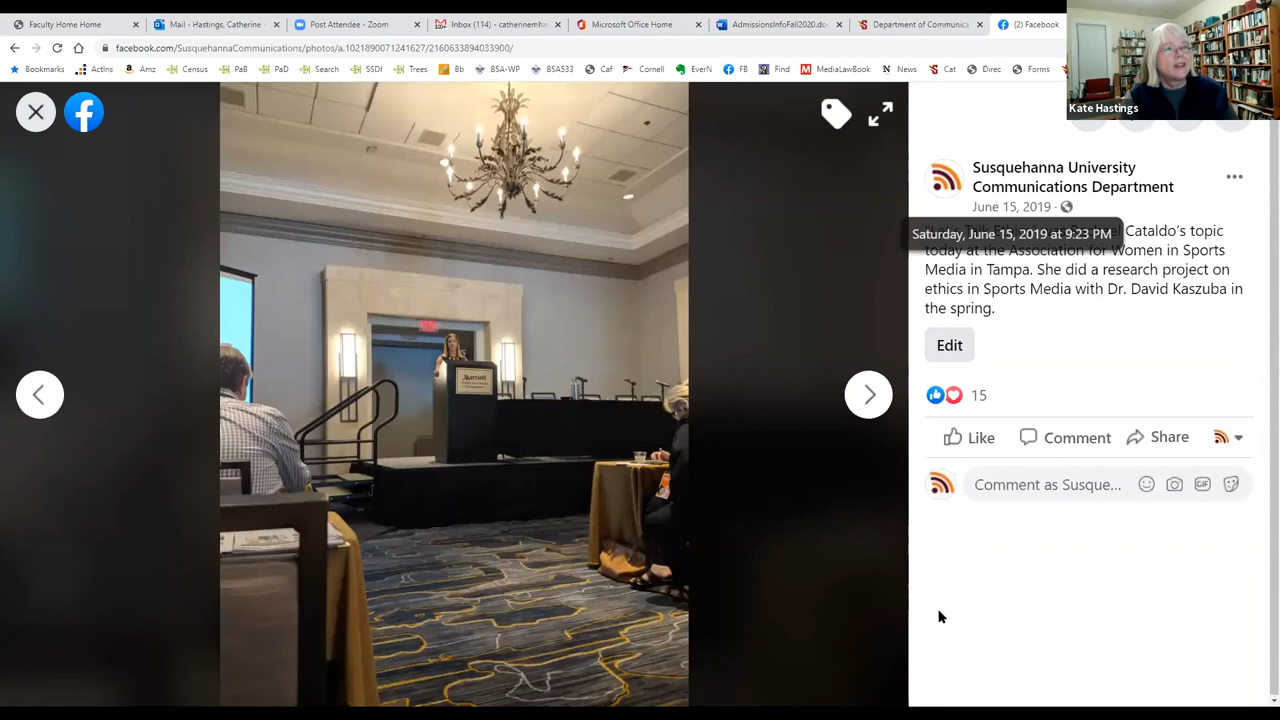 Faculty Home Home
Mail - Hastings, Catherine
Post Attendee - Zoom
Inbox (114) - catherinemha
Microsoft Office Home
AdmissionsInfoFall2020.do
Department of Communica
(2) Facebook
facebook.com/SusquehannaCommunications/photos/a.1021890071241627/2160633894033900/
Bookmarks ActIns Amz Census PaB PaD Search SSDI Trees Bb BSA-WP BSA533 Caf Cornell EverN FB Find MediaLawBook News Cat Direc Forms
Kate Hastings
Marriott
Susquehanna University
Communications Department
June 15, 2019
Saturday, June 15, 2019 at 9:23 PM
Cataldo’s topic
today at the Association for Women in Sports
Media in Tampa. She did a research project on
ethics in Sports Media with Dr. David Kaszuba in
the spring.
Edit
15
Like Comment Share
Comment as Susque...
GIF